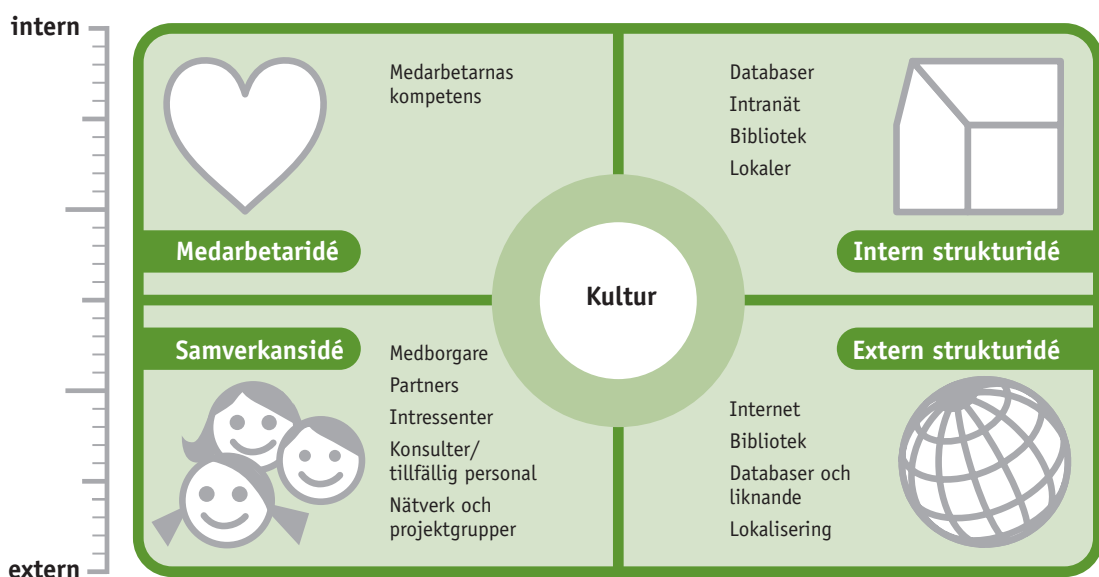 intern
Medarbetarnas
kompetens
Databaser
Intranät
Bibliotek
Lokaler
Medarbetaridé
Intern strukturidé
Kultur
Samverkansidé
Extern strukturidé
Medborgare
Partners
Intressenter
Konsulter/
tillfällig personal
Nätverk och
projektgrupper
Internet
Bibliotek
Databaser och
liknande
Lokalisering
extern